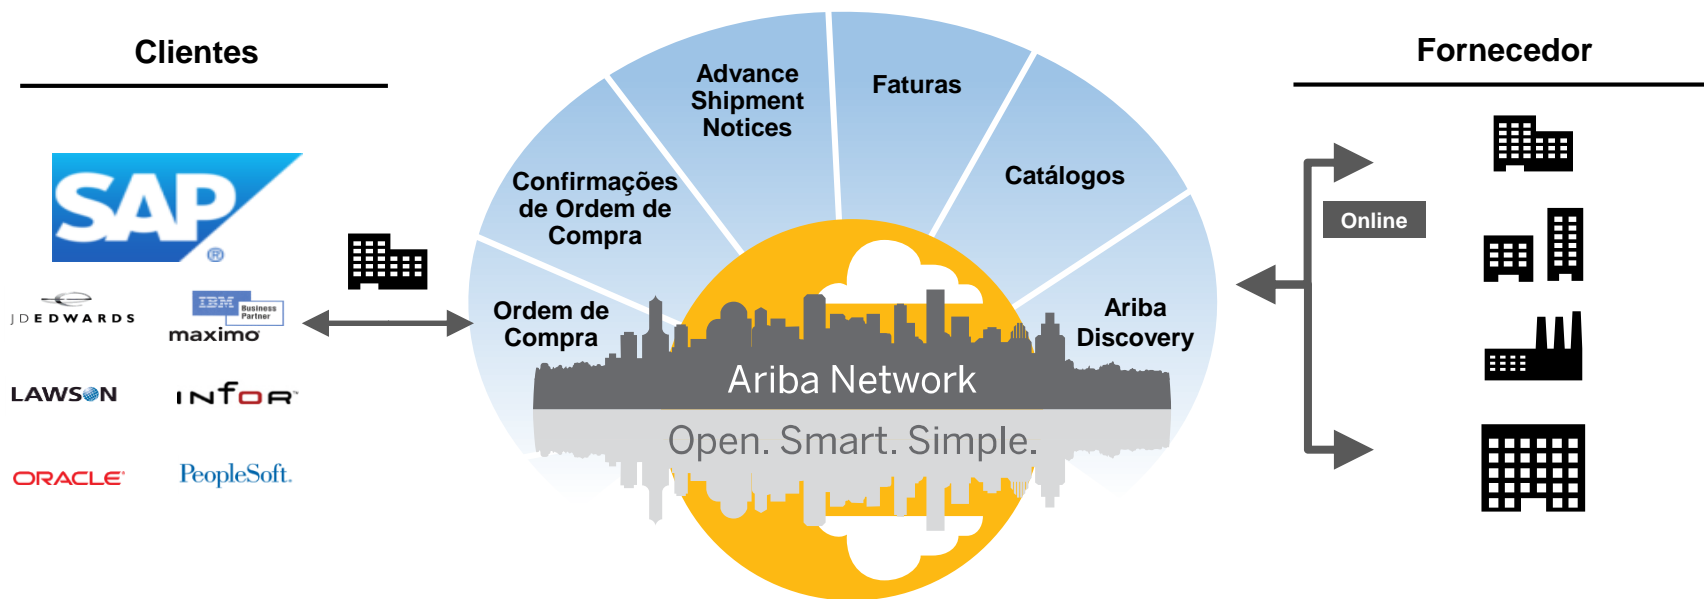 Clientes
SAP
®
JDEDWARDS
IBM
Business
Partner
maximo
LAWSON
INFOR™
ORACLE®
PeopleSoft.
Ordem de
Compra
Confirmações
de Ordem de
Compra
Advance
Shipment
Notices
Faturas
Catálogos
Ariba
Discovery
Ariba Network
Open. Smart. Simple.
Fornecedor
Online